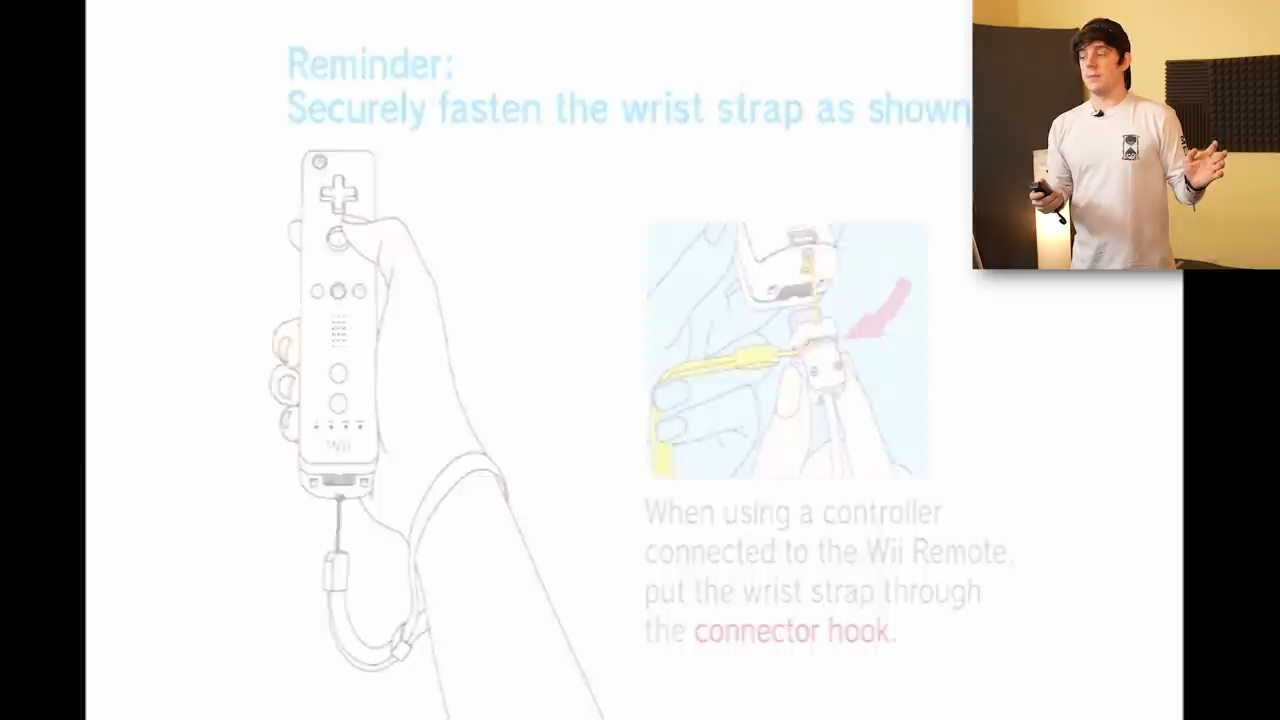 Reminder:
Securely fasten the wrist strap as shown
Wii
When using a controller
connected to the Wii Remote,
put the wrist strap through
the connector hook.